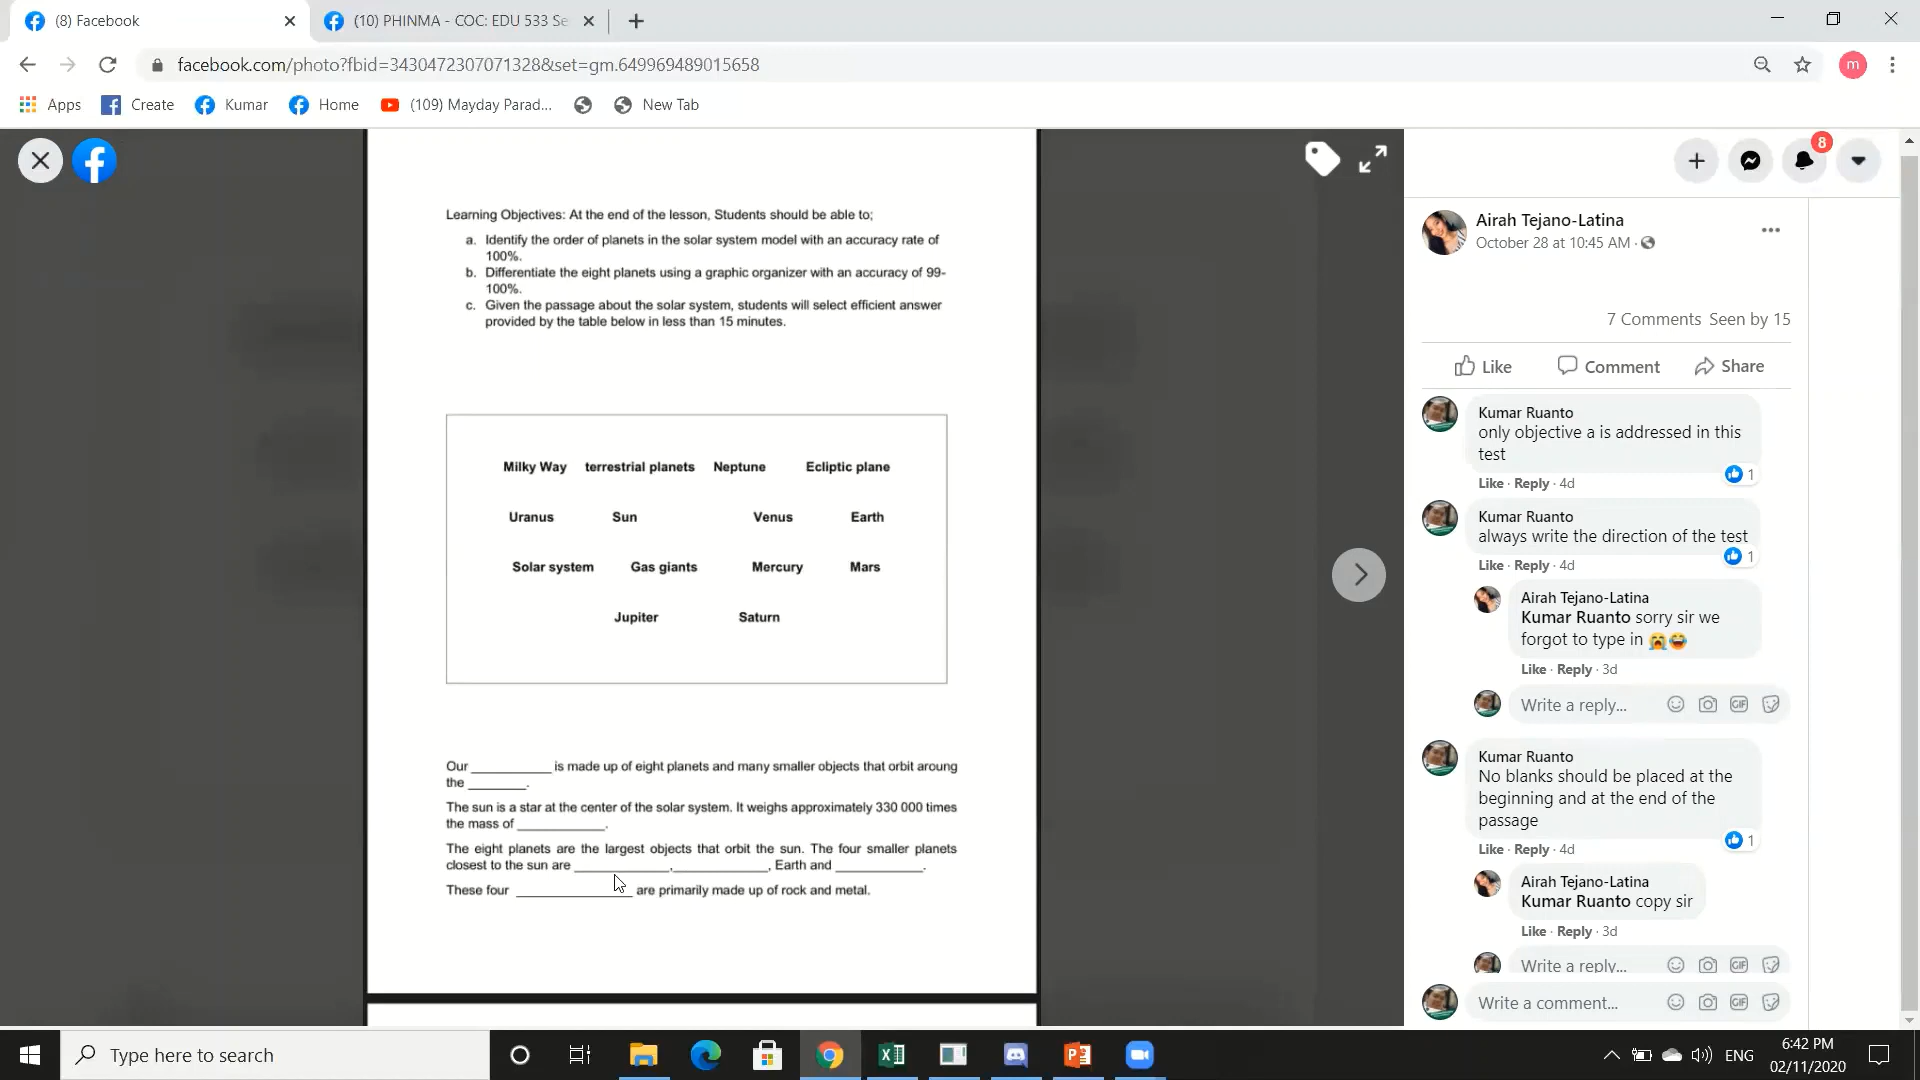 (8) Facebook
(10) PHINMA - COC: EDU 533 Se
facebook.com/photo?fbid=3430472307071328&set=gm.649969489015658
m
Apps
Create
Kumar
Home
(109) Mayday Parad...
New Tab
Learning Objectives: At the end of the lesson, Students should be able to;
a. Identify the order of planets in the solar system model with an accuracy rate of
100%.
b. Differentiate the eight planets using a graphic organizer with an accuracy of 99-
100%.
c. Given the passage about the solar system, students will select efficient answer
provided by the table below in less than 15 minutes.
Milky Way terrestrial planets Neptune Ecliptic plane
Uranus Sun Venus Earth
Solar system Gas giants Mercury Mars
Jupiter Saturn
Our ____________ is made up of eight planets and many smaller objects that orbit aroung
the _________.
The sun is a star at the center of the solar system. It weighs approximately 330 000 times
the mass of _____________.
The eight planets are the largest objects that orbit the sun. The four smaller planets
closest to the sun are ______________,______________, Earth and _____________.
These four _________________ are primarily made up of rock and metal.
8
Airah Tejano-Latina
October 28 at 10:45 AM ·
7 Comments Seen by 15
Like
Comment
Share
Kumar Ruanto
only objective a is addressed in this
test
1
Like · Reply · 4d
Kumar Ruanto
always write the direction of the test
1
Like · Reply · 4d
Airah Tejano-Latina
Kumar Ruanto sorry sir we
forgot to type in
Like · Reply · 3d
Write a reply...
GIF
Kumar Ruanto
No blanks should be placed at the
beginning and at the end of the
passage
1
Like · Reply · 4d
Airah Tejano-Latina
Kumar Ruanto copy sir
Like · Reply · 3d
Write a reply...
GIF
Write a comment...
GIF
Type here to search
ENG
6:42 PM
02/11/2020